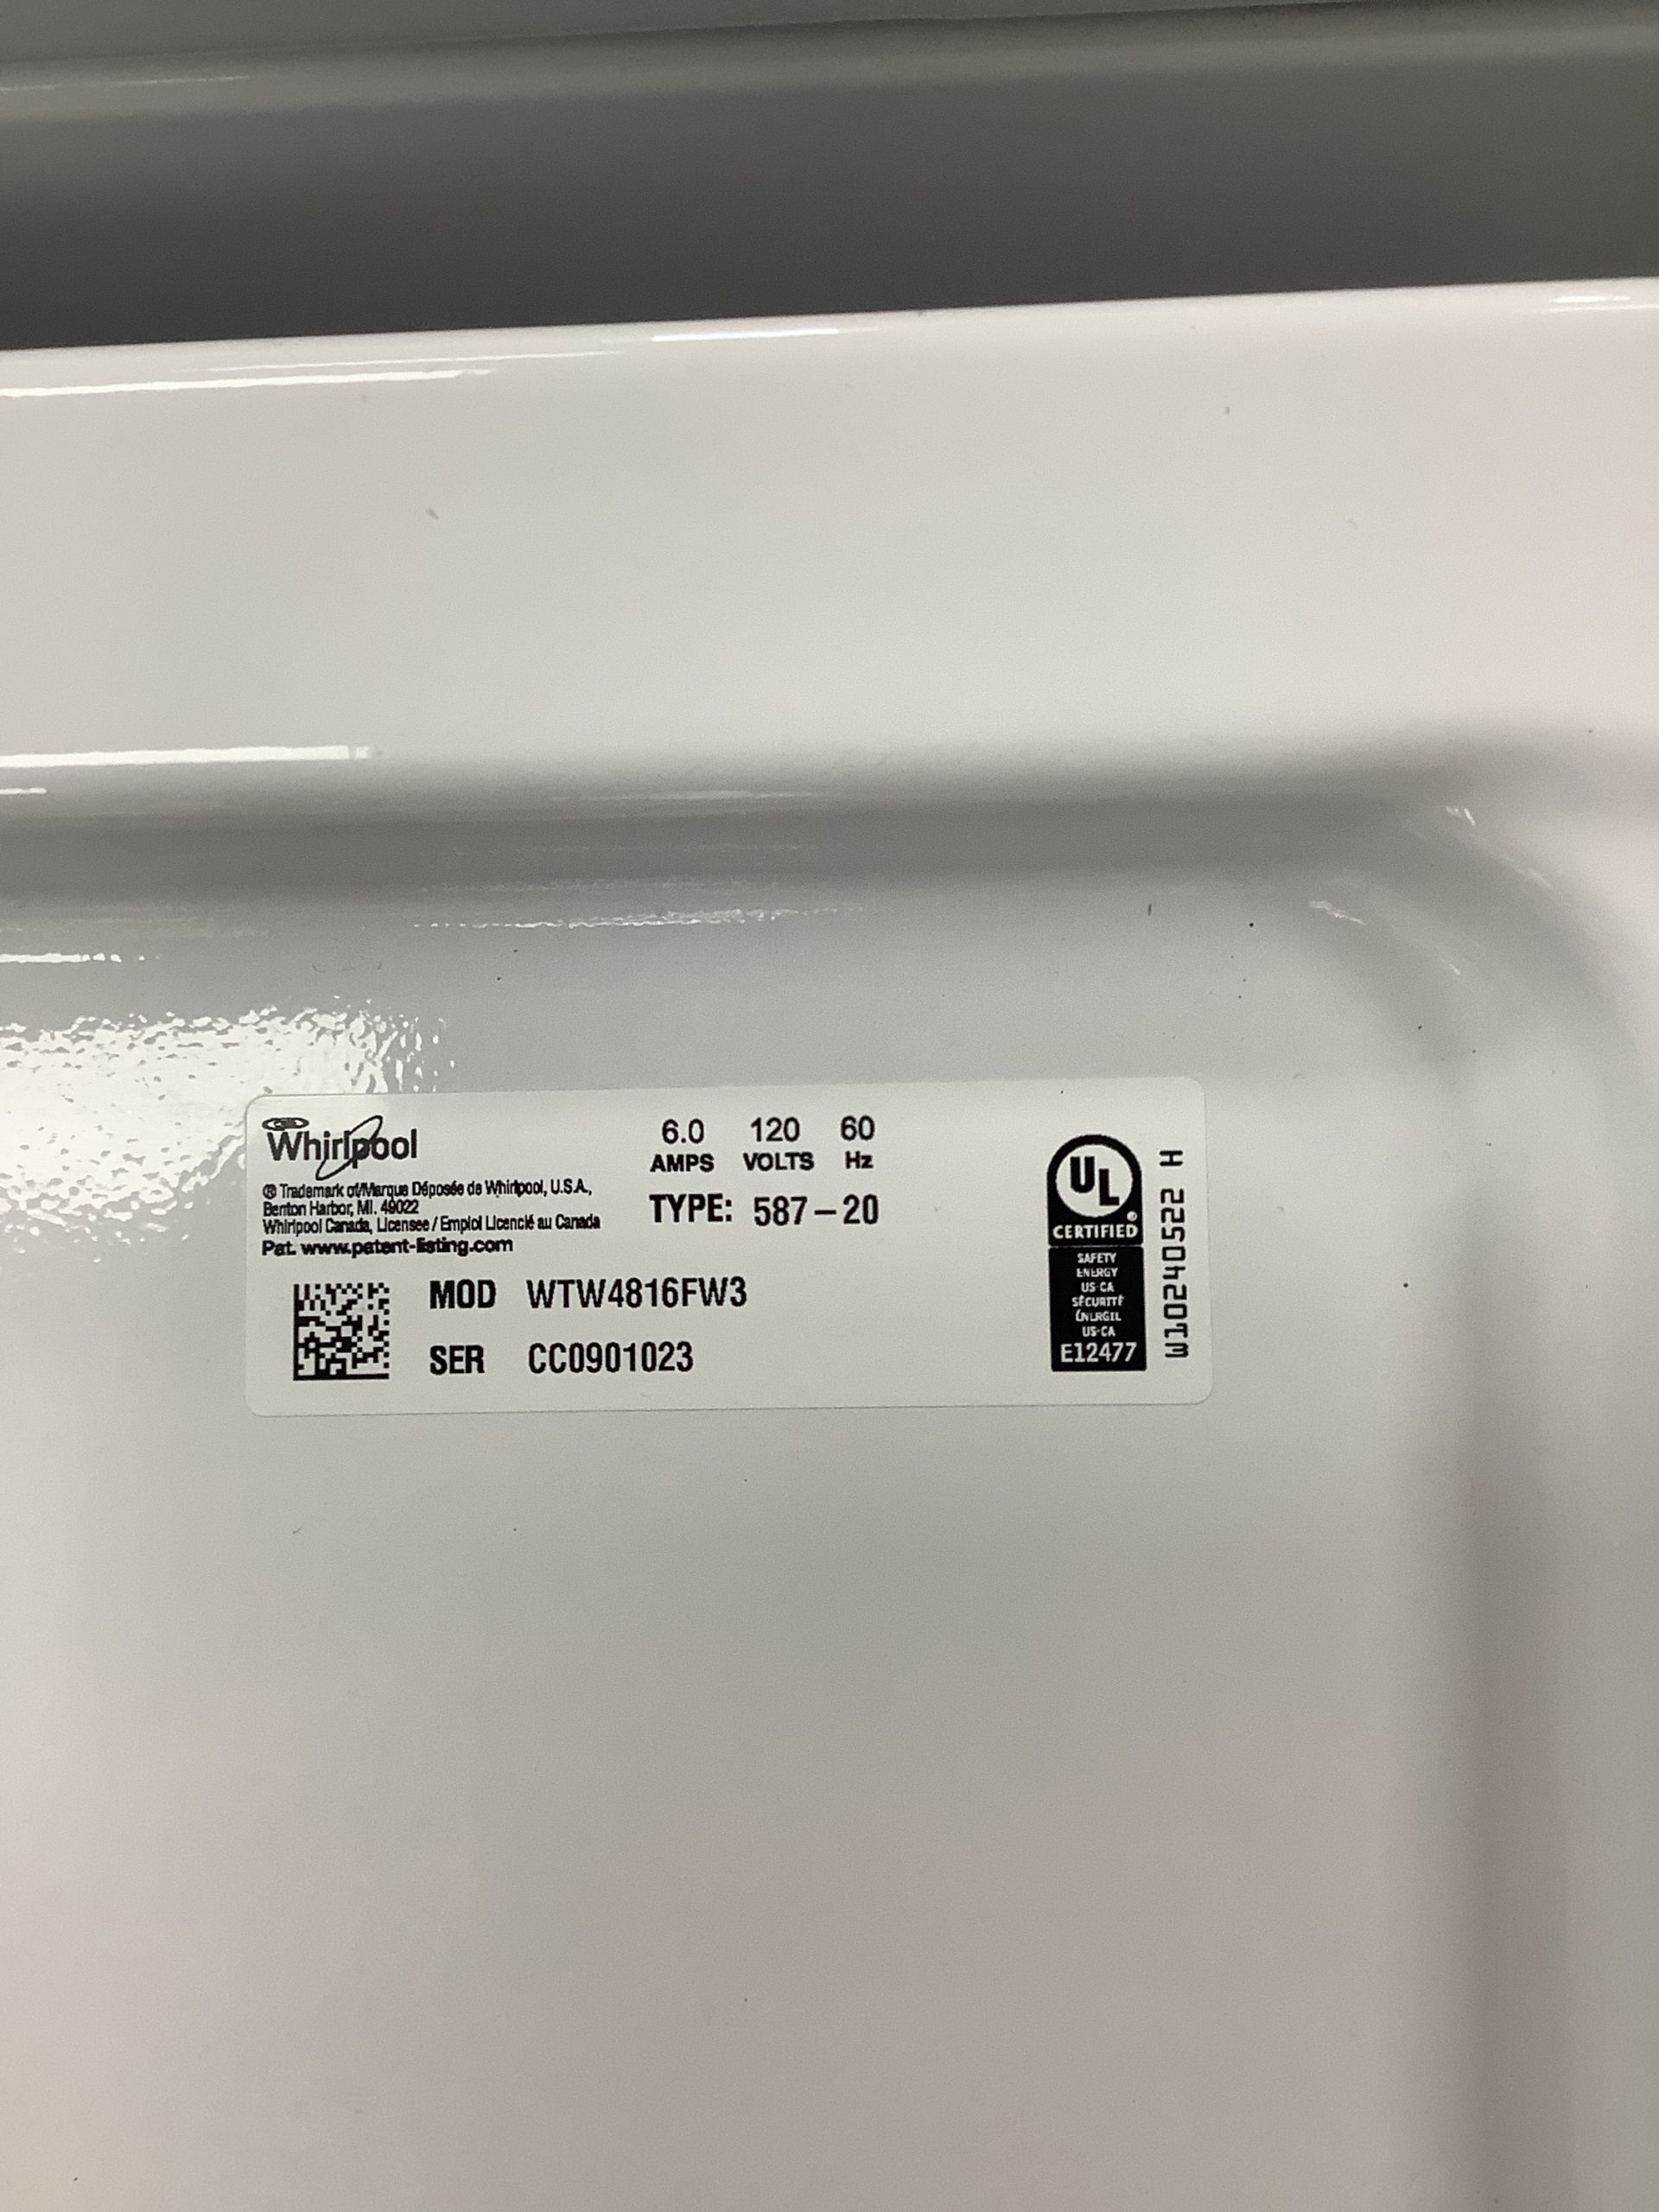 Whirlpool
® Trademark of/Marque Déposée de Whirlpool, U.S.A.,
Benton Harbor, MI. 49022
Whirlpool Canada, Licensee / Emploi Licencié au Canada
Pat. www.patent-listing.com
6.0 120 60
AMPS VOLTS Hz
TYPE: 587-20
MOD WTW4816FW3
SER CC0901023
UL
CERTIFIED
SAFETY
ENERGY
US-CA
SÉCURITÉ
ÉNERGIE
US-CA
E12477
W10240522 H